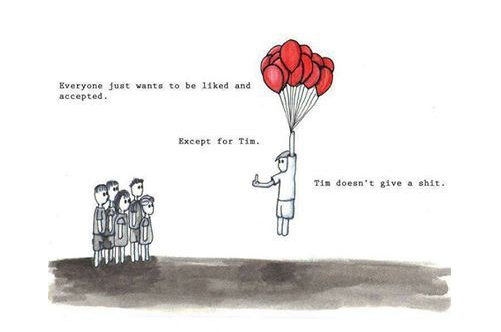 Everyone just wants to be liked and
accepted.
Except for Tim.
Tim doesn't give a shit.